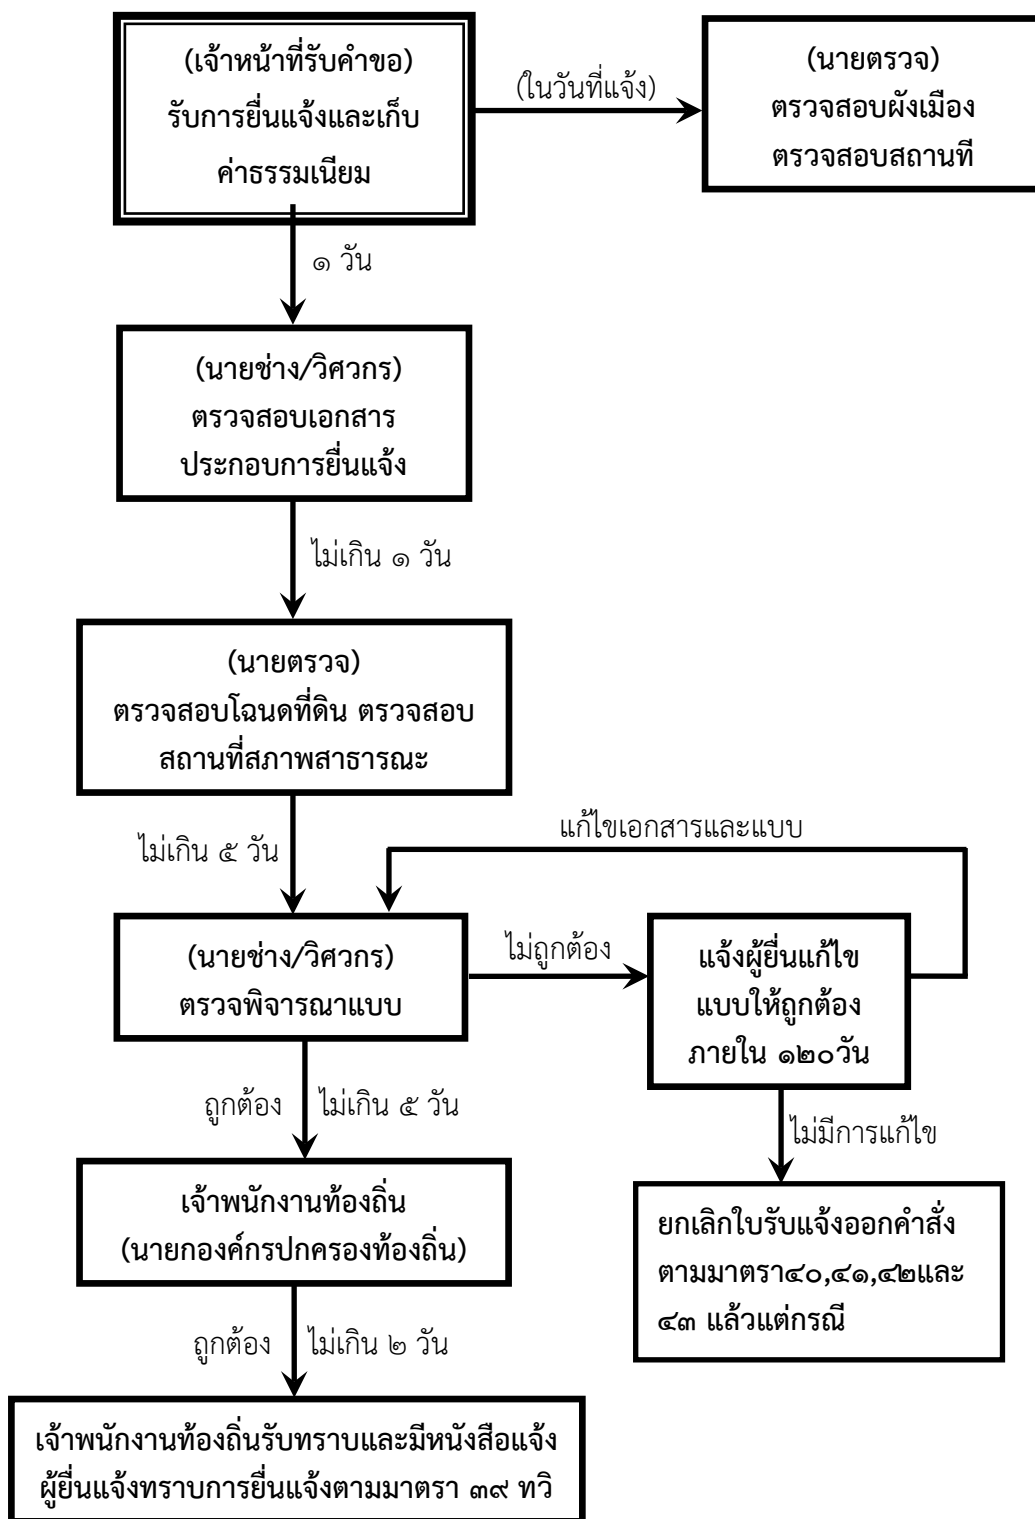 (เจ้าหน้าที่รับคำขอ)
รับการยื่นแจ้งและเก็บ
ค่าธรรมเนียม
(ในวันที่แจ้ง)
(นายตรวจ)
ตรวจสอบผังเมือง
ตรวจสอบสถานที
๑ วัน
(นายช่าง/วิศวกร)
ตรวจสอบเอกสาร
ประกอบการยื่นแจ้ง
ไม่เกิน ๑ วัน
(นายตรวจ)
ตรวจสอบโฉนดที่ดิน ตรวจสอบ
สถานที่สภาพสาธารณะ
ไม่เกิน ๕ วัน
แก้ไขเอกสารและแบบ
(นายช่าง/วิศวกร)
ตรวจพิจารณาแบบ
ไม่ถูกต้อง
แจ้งผู้ยื่นแก้ไข
แบบให้ถูกต้อง
ภายใน ๑๒๐วัน
ถูกต้อง
ไม่เกิน ๕ วัน
ไม่มีการแก้ไข
เจ้าพนักงานท้องถิ่น
(นายกองค์กรปกครองท้องถิ่น)
ยกเลิกใบรับแจ้งออกคำสั่ง
ตามมาตรา๔๐,๔๑,๔๒และ
๔๓ แล้วแต่กรณี
ถูกต้อง
ไม่เกิน ๒ วัน
เจ้าพนักงานท้องถิ่นรับทราบและมีหนังสือแจ้ง
ผู้ยื่นแจ้งทราบการยื่นแจ้งตามมาตรา ๓๙ ทวิ